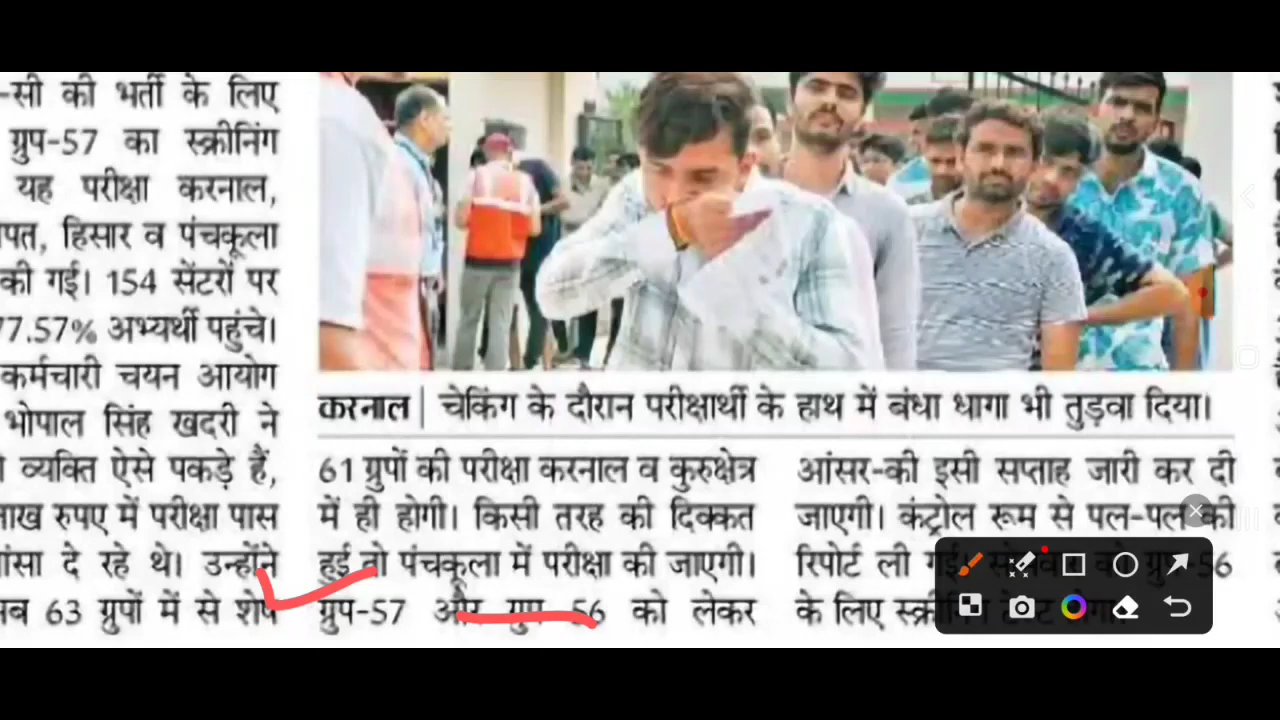 -सी की भर्ती के लिए
ग्रुप-57 का स्क्रीनिंग
यह परीक्षा करनाल,
पत, हिसार व पंचकूला
की गई। 154 सेंटरों पर
77.57% अभ्यर्थी पहुंचे।
कर्मचारी चयन आयोग
भोपाल सिंह खदरी ने
व्यक्ति ऐसे पकड़े हैं,
लाख रुपए में परीक्षा पास
झांसा दे रहे थे। उन्होंने
अब 63 ग्रुपों में से शेष
करनाल | चेकिंग के दौरान परीक्षार्थी के हाथ में बंधा धागा भी तुड़वा दिया।
61 ग्रुपों की परीक्षा करनाल व कुरुक्षेत्र
में ही होगी। किसी तरह की दिक्कत
हुई तो पंचकूला में परीक्षा की जाएगी।
ग्रुप-57 और ग्रुप 56 को लेकर
आंसर-की इसी सप्ताह जारी कर दी
जाएगी। कंट्रोल रूम से पल-पल की
रिपोर्ट ली गई। को ग्रुप-56
के लिए